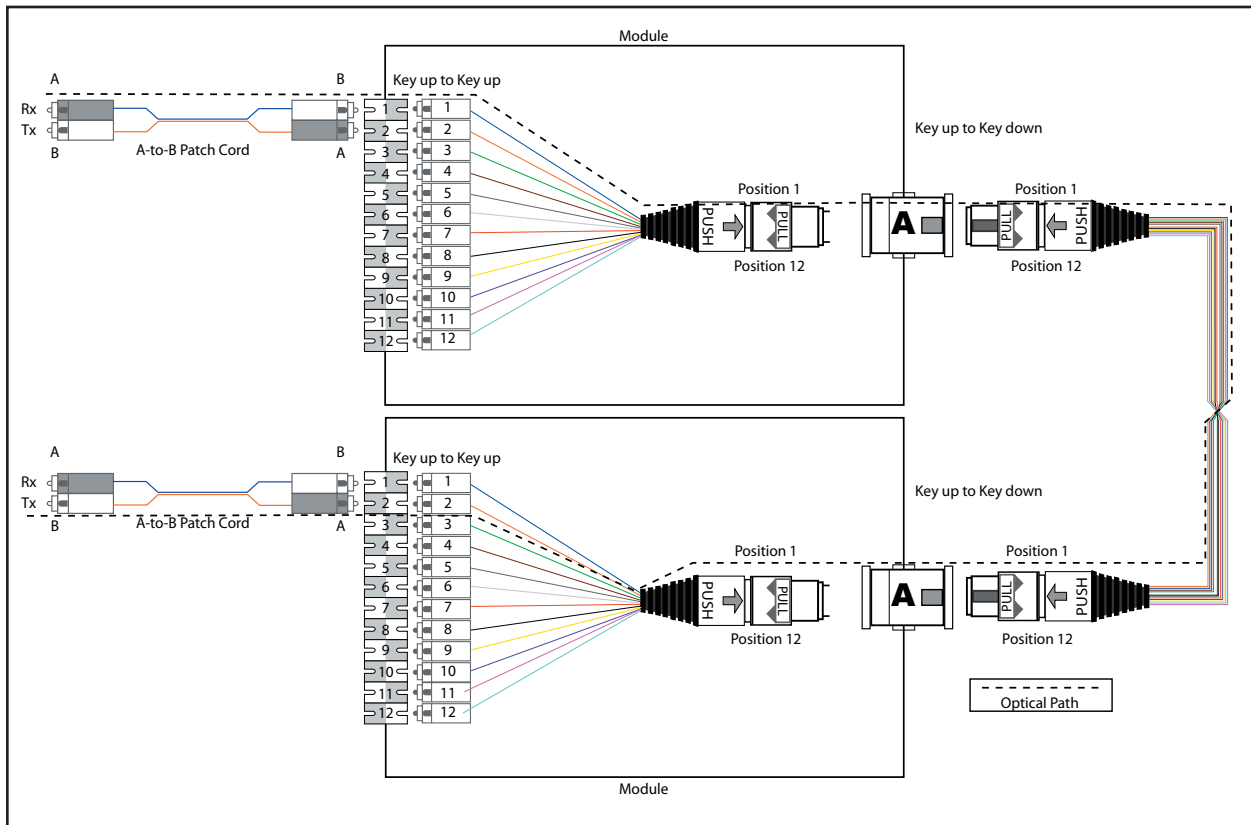 Module
A
B
Key up to Key up
Rx
Tx
B
A
A-to-B Patch Cord
1 1
2 2
3 3
4 4
5 5
6 6
7 7
8 8
9 9
10 10
11 11
12 12
Key up to Key down
Position 1
Position 1
PUSH
PULL
A
PULL
PUSH
Position 12
Position 12
A
B
Key up to Key up
Rx
Tx
B
A
A-to-B Patch Cord
1 1
2 2
3 3
4 4
5 5
6 6
7 7
8 8
9 9
10 10
11 11
12 12
Key up to Key down
Position 1
Position 1
PUSH
PULL
A
PULL
PUSH
Position 12
Position 12
Optical Path
Module